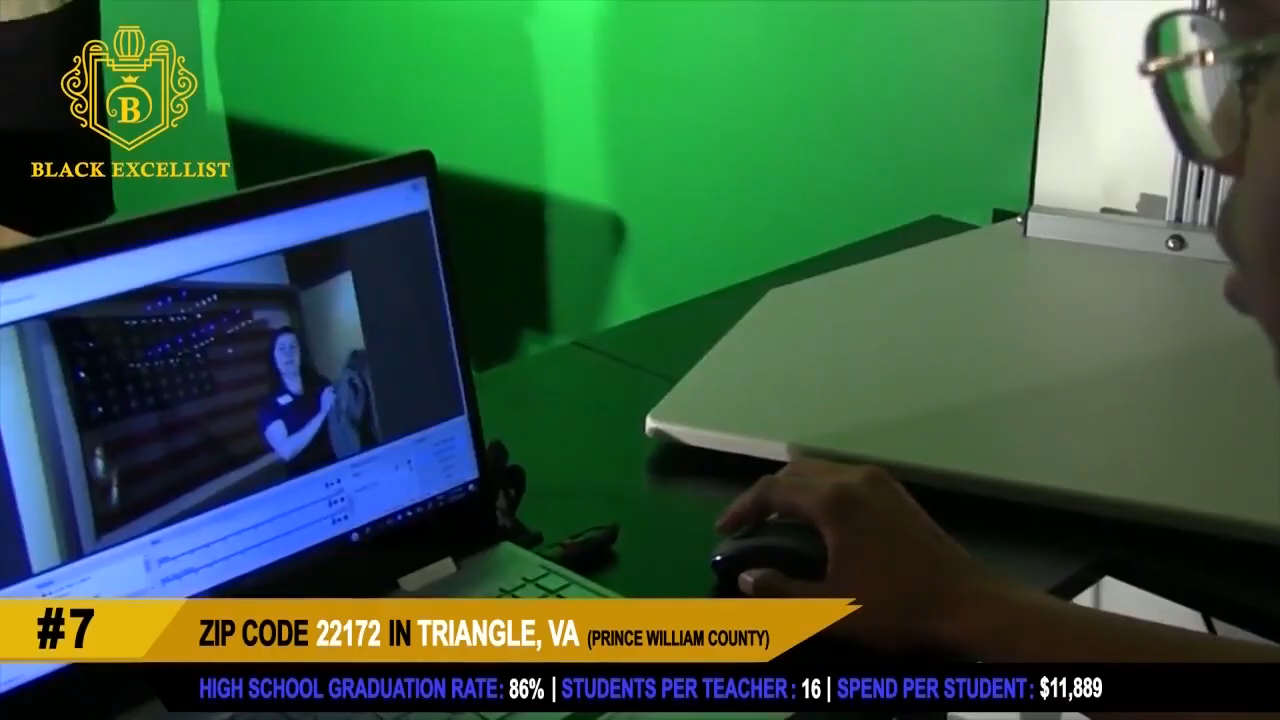 B
BLACK EXCELLIST
#7 ZIP CODE 22172 IN TRIANGLE, VA (PRINCE WILLIAM COUNTY)
HIGH SCHOOL GRADUATION RATE: 86% | STUDENTS PER TEACHER: 16 | SPEND PER STUDENT: $11,889